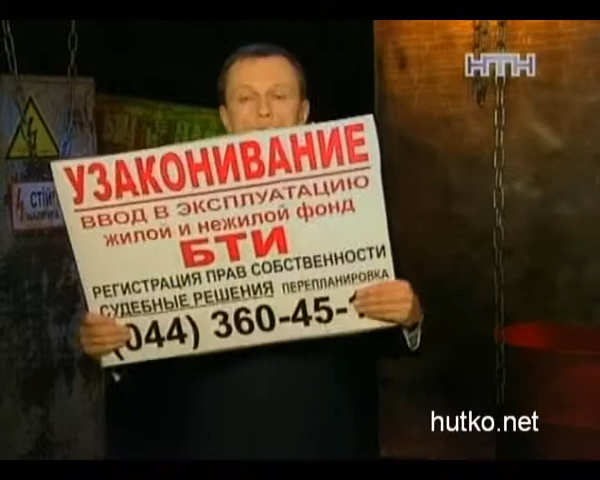 НТН
УЗАКОНИВАНИЕ
ВВОД В ЭКСПЛУАТАЦИЮ
ЖИЛОЙ И НЕЖИЛОЙ ФОНД
БТИ
РЕГИСТРАЦИЯ ПРАВ СОБСТВЕННОСТИ
СУДЕБНЫЕ РЕШЕНИЯ ПЕРЕПЛАНИРОВКА
(044) 360-45-
hutko.net